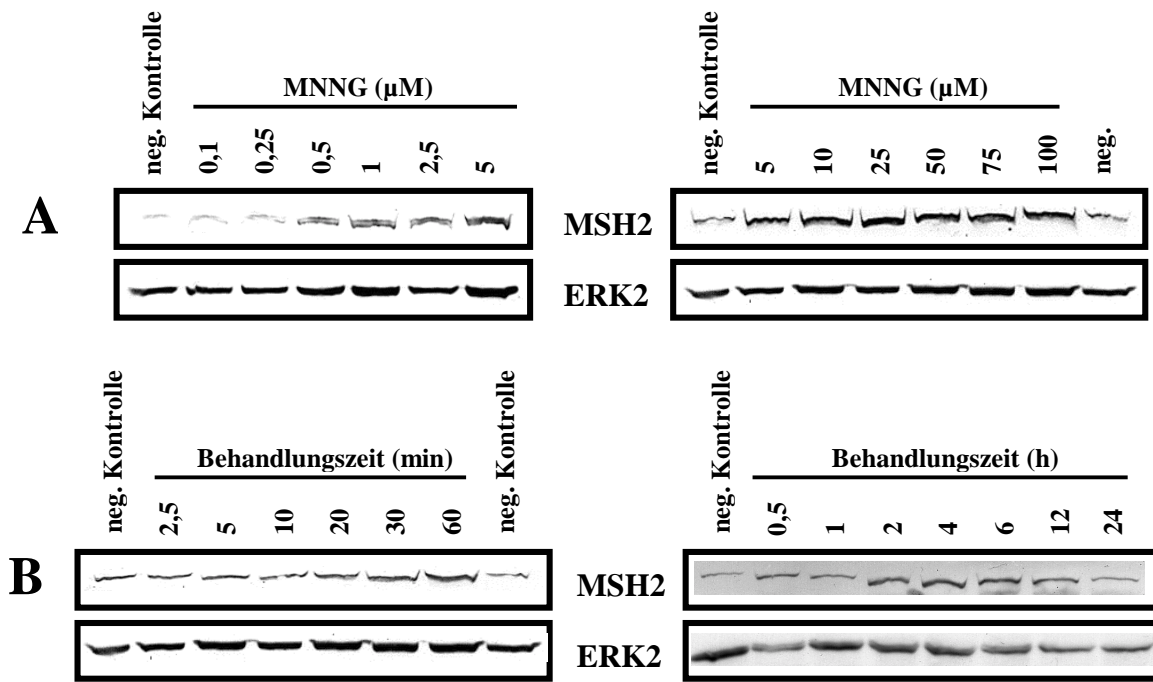 neg. Kontrolle
MNNG (µM)
0,1 0,25 0,5 1 2,5 5
neg. Kontrolle
MNNG (µM)
5 10 25 50 75 100
neg.
A
MSH2
ERK2
neg. Kontrolle
Behandlungszeit (min)
2,5 5 10 20 30 60
neg. Kontrolle
neg. Kontrolle
Behandlungszeit (h)
0,5 1 2 4 6 12 24
B
MSH2
ERK2